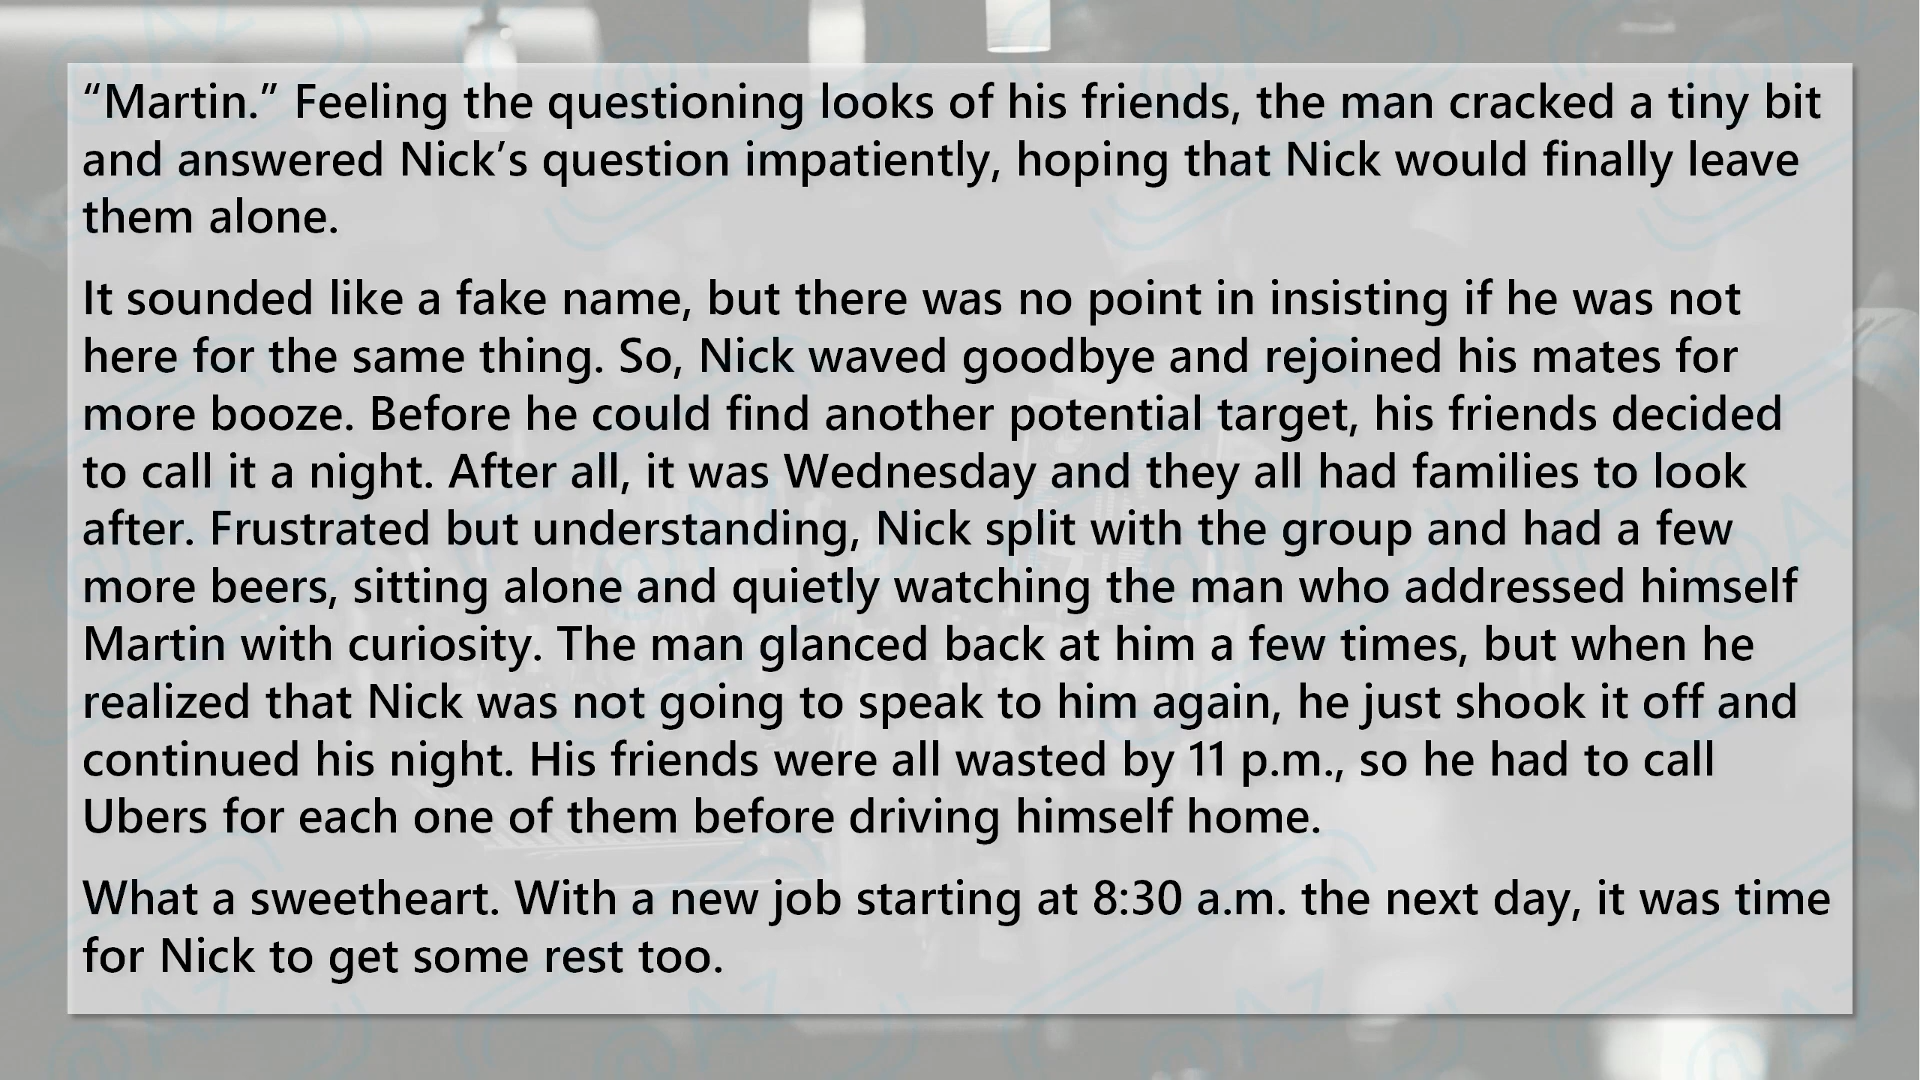 “Martin.” Feeling the questioning looks of his friends, the man cracked a tiny bit
and answered Nick’s question impatiently, hoping that Nick would finally leave
them alone.
It sounded like a fake name, but there was no point in insisting if he was not
here for the same thing. So, Nick waved goodbye and rejoined his mates for
more booze. Before he could find another potential target, his friends decided
to call it a night. After all, it was Wednesday and they all had families to look
after. Frustrated but understanding, Nick split with the group and had a few
more beers, sitting alone and quietly watching the man who addressed himself
Martin with curiosity. The man glanced back at him a few times, but when he
realized that Nick was not going to speak to him again, he just shook it off and
continued his night. His friends were all wasted by 11 p.m., so he had to call
Ubers for each one of them before driving himself home.
What a sweetheart. With a new job starting at 8:30 a.m. the next day, it was time
for Nick to get some rest too.